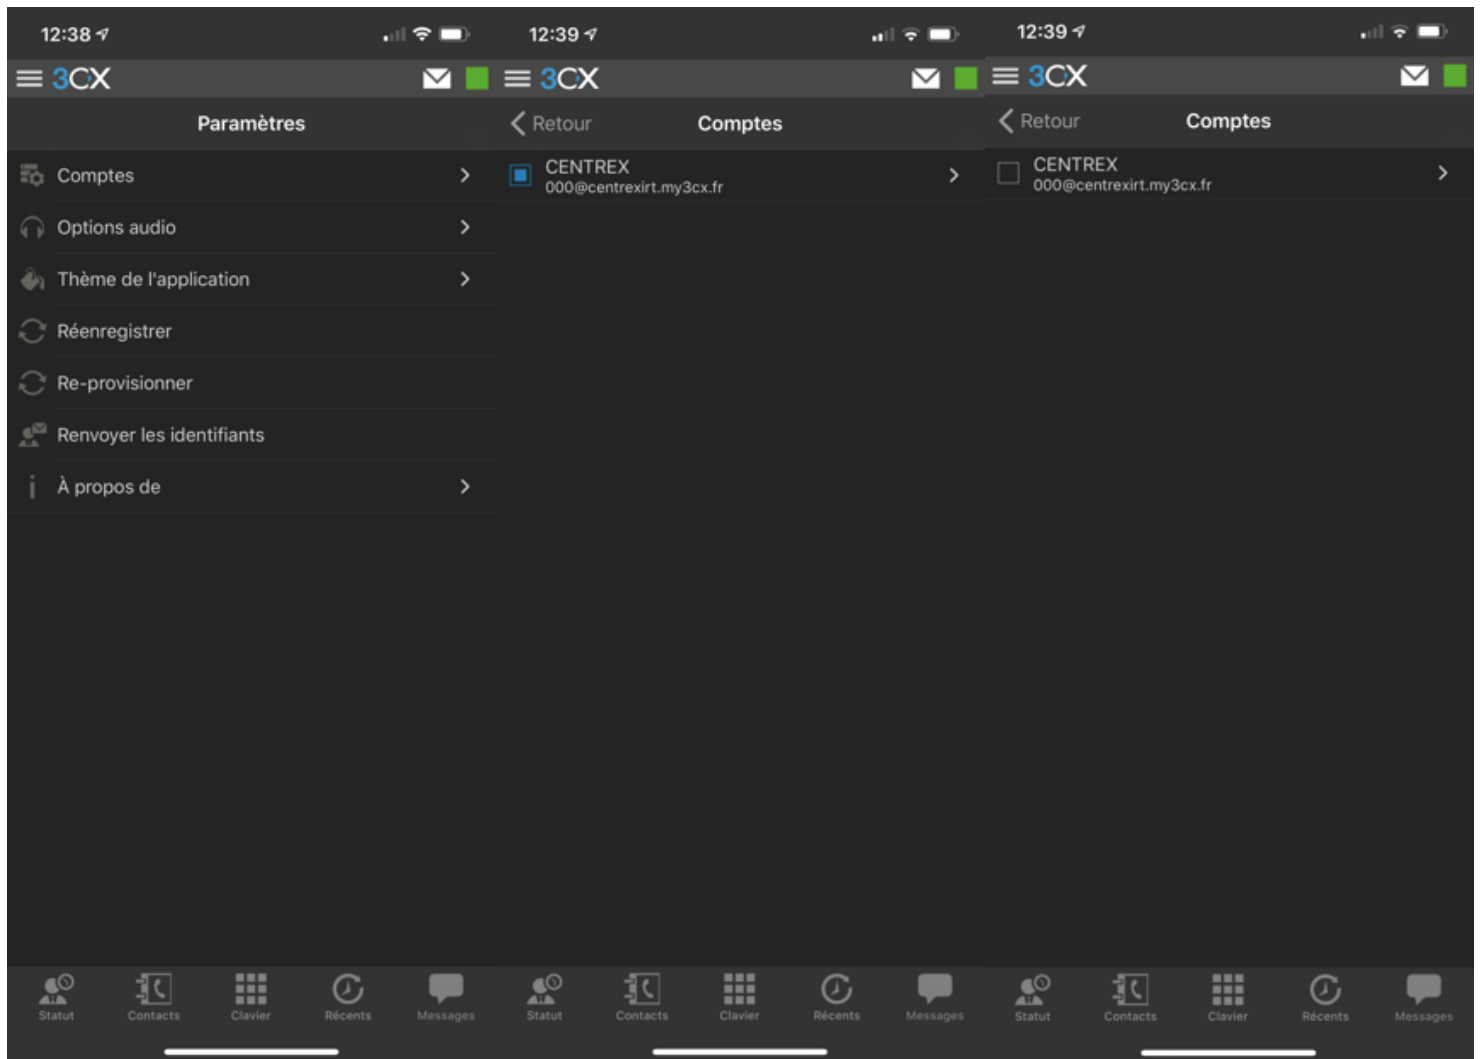 12:38
3CX
Paramètres
Comptes
Options audio
Thème de l'application
Réenregistrer
Re-provisionner
Renvoyer les identifiants
À propos de
Statut
Contacts
Clavier
Récents
Messages
12:39
3CX
Retour
Comptes
CENTREX
000@centrexirt.my3cx.fr
Statut
Contacts
Clavier
Récents
Messages
12:39
3CX
Retour
Comptes
CENTREX
000@centrexirt.my3cx.fr
Statut
Contacts
Clavier
Récents
Messages